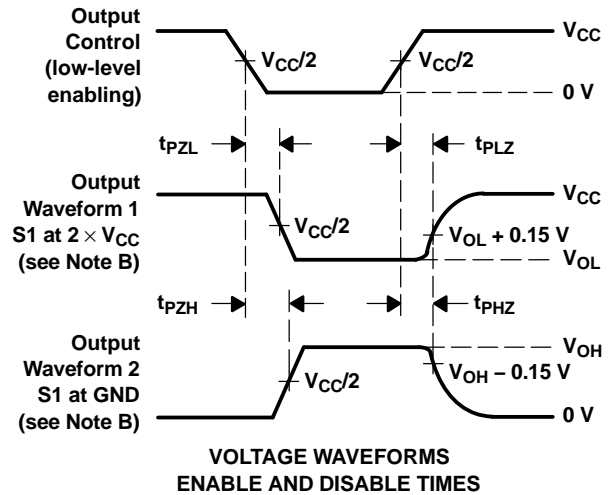 Output
Control
(low-level
enabling)
VCC/2
VCC/2
VCC
0 V
tPZL
tPLZ
Output
Waveform 1
S1 at 2 × VCC
(see Note B)
VCC/2
VCC
VOL + 0.15 V
VOL
tPZH
tPHZ
Output
Waveform 2
S1 at GND
(see Note B)
VCC/2
VOH
VOH − 0.15 V
0 V
VOLTAGE WAVEFORMS
ENABLE AND DISABLE TIMES